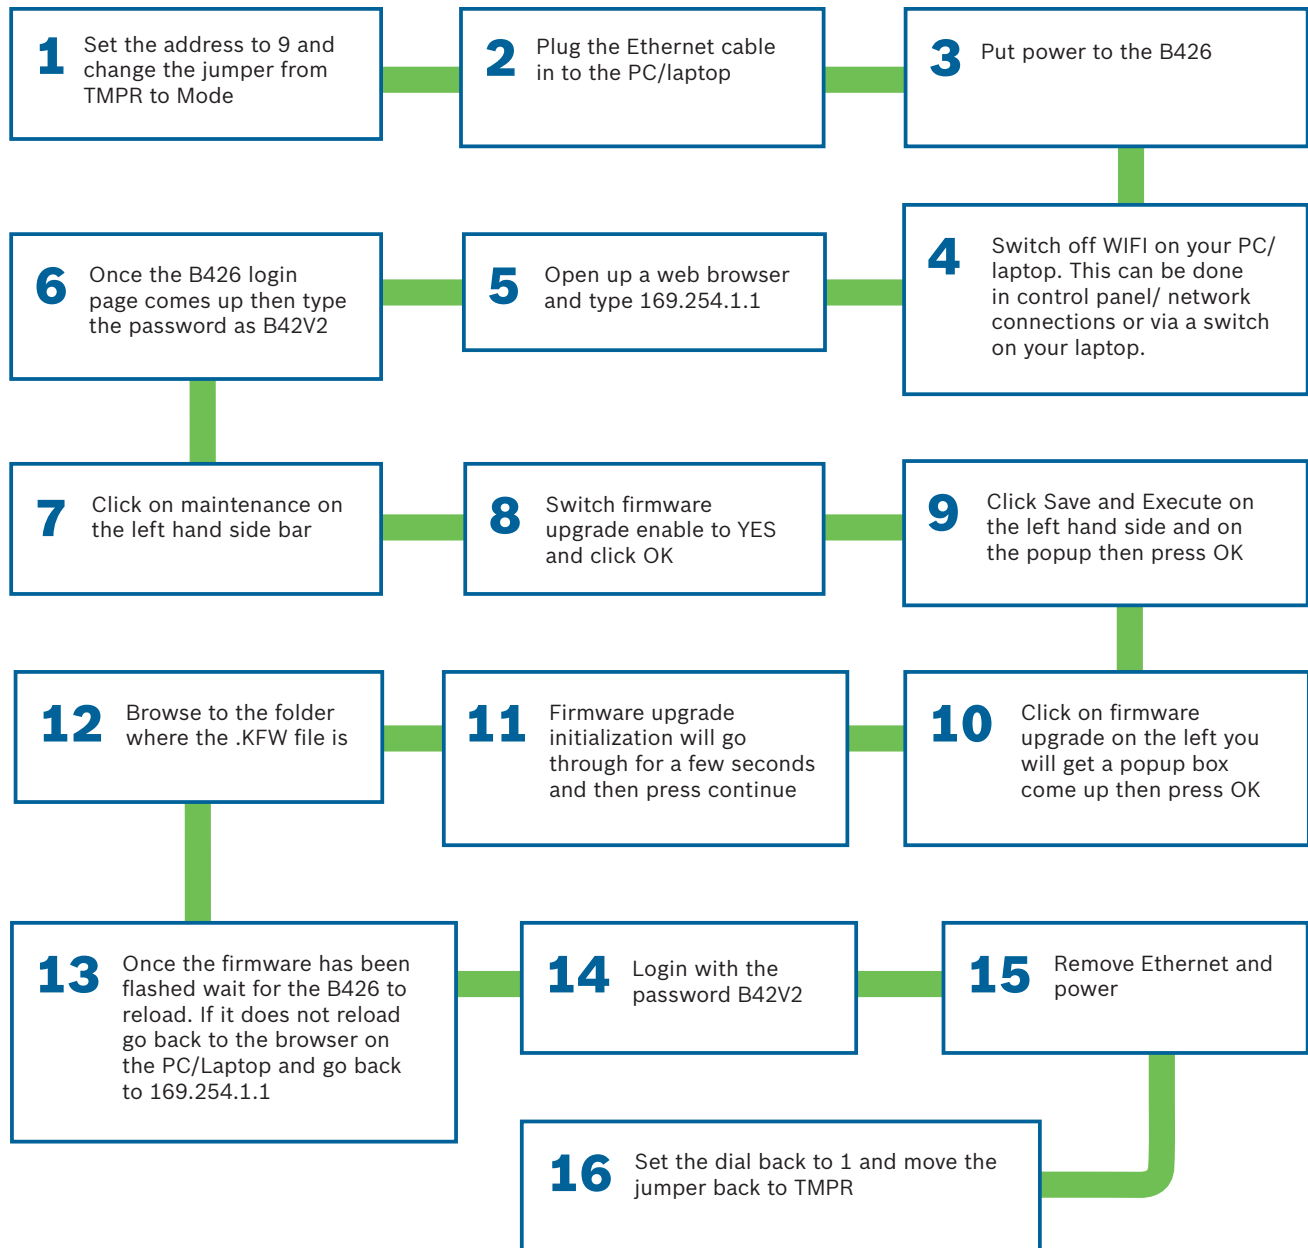 1
Set the address to 9 and
change the jumper from
TMPR to Mode
2
Plug the Ethernet cable
in to the PC/laptop
3
Put power to the B426
4
Switch off WIFI on your PC/
laptop. This can be done
in control panel/ network
connections or via a switch
on your laptop.
5
Open up a web browser
and type 169.254.1.1
6
Once the B426 login
page comes up then type
the password as B42V2
7
Click on maintenance on
the left hand side bar
8
Switch firmware
upgrade enable to YES
and click OK
9
Click Save and Execute on
the left hand side and on
the popup then press OK
10
Click on firmware
upgrade on the left you
will get a popup box
come up then press OK
11
Firmware upgrade
initialization will go
through for a few seconds
and then press continue
12
Browse to the folder
where the .KFW file is
13
Once the firmware has been
flashed wait for the B426 to
reload. If it does not reload
go back to the browser on
the PC/Laptop and go back
to 169.254.1.1
14
Login with the
password B42V2
15
Remove Ethernet and
power
16
Set the dial back to 1 and move the
jumper back to TMPR